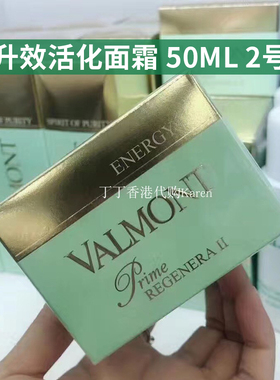 升效活化面霜 50ML 2号
SPIRIT OF PURITY
ENERGY
丁丁香港代购Karen
VALMONT
Prime
REGENERA II